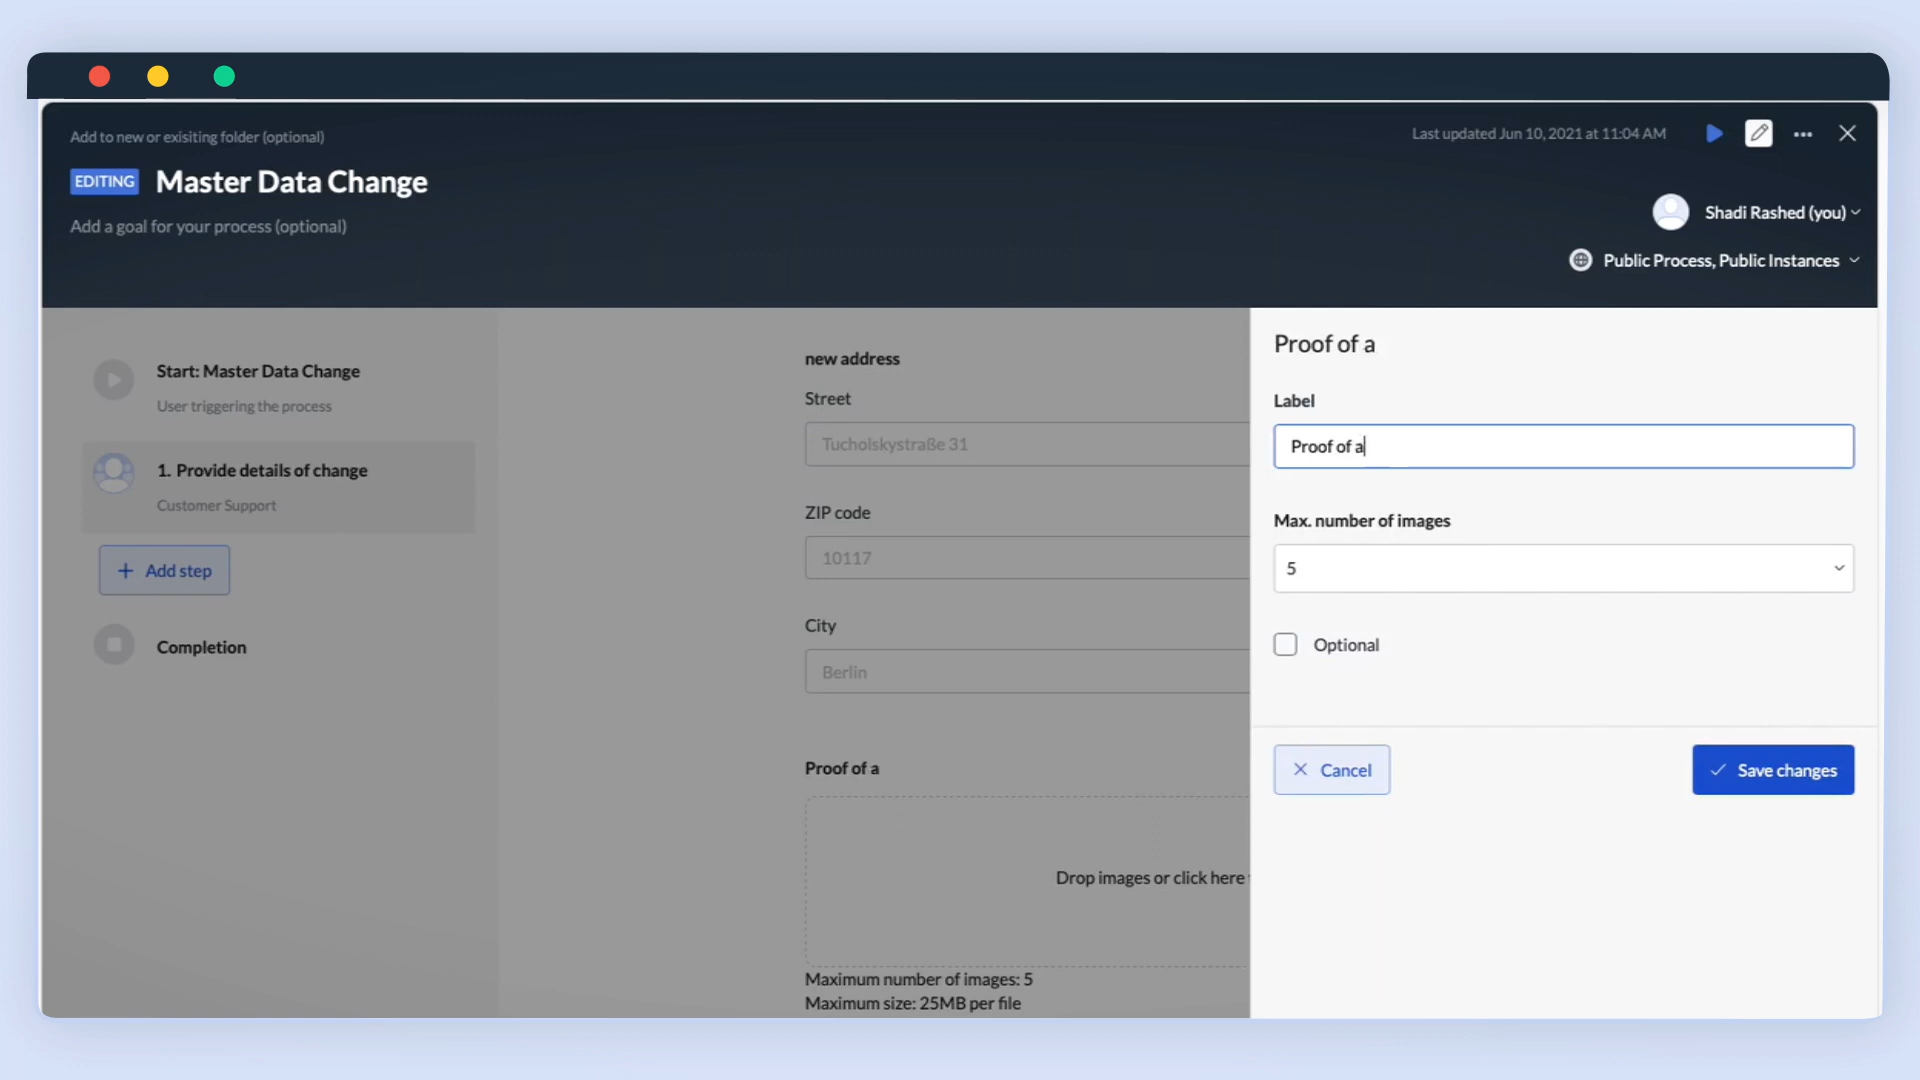 Add to new or exisiting folder (optional)
Last updated Jun 10, 2021 at 11:04 AM
EDITING Master Data Change
Add a goal for your process (optional)
Shadi Rashed (you)
Public Process, Public Instances
Start: Master Data Change
User triggering the process
1. Provide details of change
Customer Support
+ Add step
Completion
new address
Street
Tucholskystraße 31
ZIP code
10117
City
Berlin
Proof of a
Drop images or click here
Maximum number of images: 5
Maximum size: 25MB per file
Proof of a
Label
Proof of a
Max. number of images
5
Optional
Cancel
Save changes